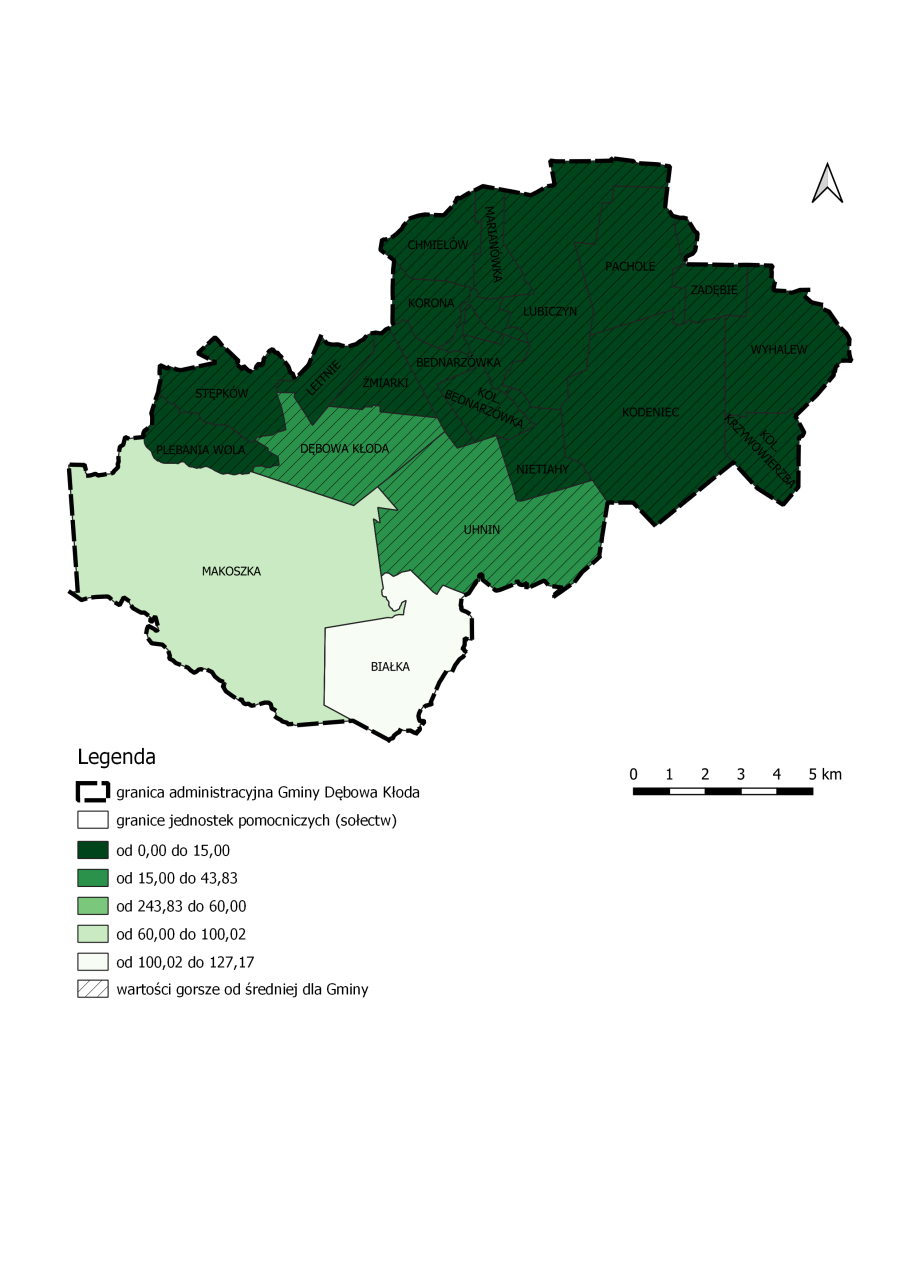 MARIANÓWKA
CHMIELÓW
PACHOLE
ZADĘBIE
KORONA
LUBICZYN
WYHALEW
BEDNARZÓWKA
LEITNIE
ŻMIARKI
STĘPKÓW
KOL.
BEDNARZÓWKA
KODENIEC
KOL.
KRZYWOWIERZBA
DĘBOWA KŁODA
PLEBANIA WOLA
NIETIAHY
UHNIN
MAKOSZKA
BIAŁKA
Legenda
granica administracyjna Gminy Dębowa Kłoda
granice jednostek pomocniczych (sołectw)
od 0,00 do 15,00
od 15,00 do 43,83
od 243,83 do 60,00
od 60,00 do 100,02
od 100,02 do 127,17
wartości gorsze od średniej dla Gminy
0 1 2 3 4 5 km